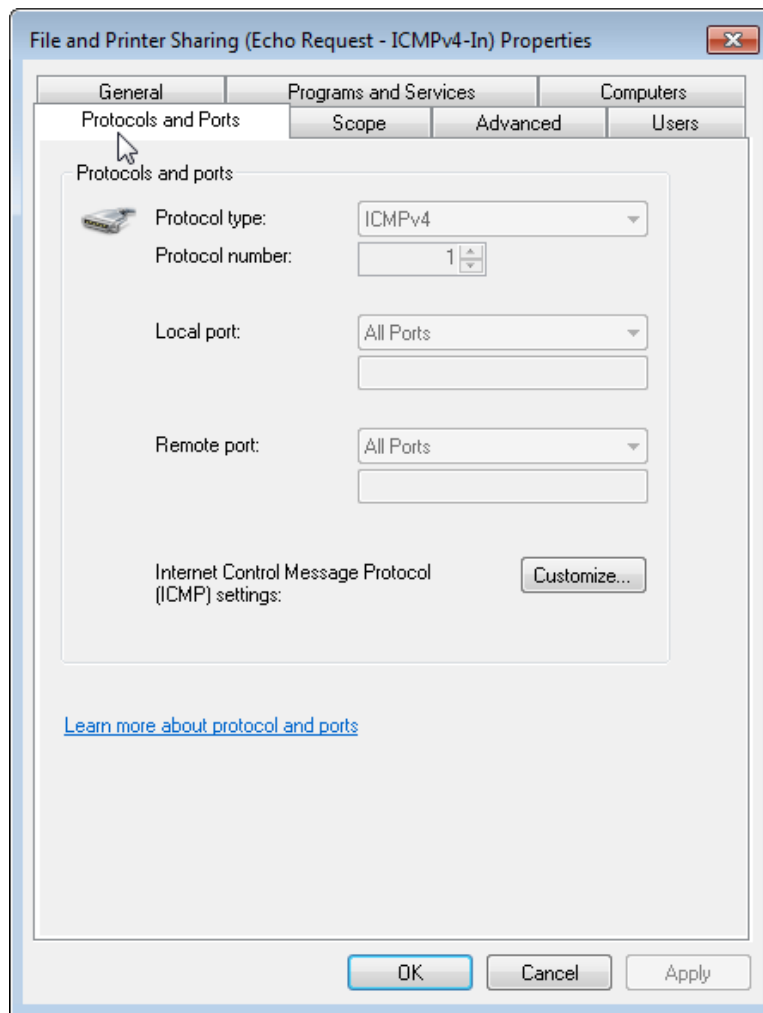 File and Printer Sharing (Echo Request - ICMPv4-In) Properties
General Programs and Services Computers
Protocols and Ports Scope Advanced Users
Protocols and ports
Protocol type: ICMPv4
Protocol number: 1
Local port: All Ports
Remote port: All Ports
Internet Control Message Protocol
(ICMP) settings:
Customize...
Learn more about protocol and ports
OK Cancel Apply